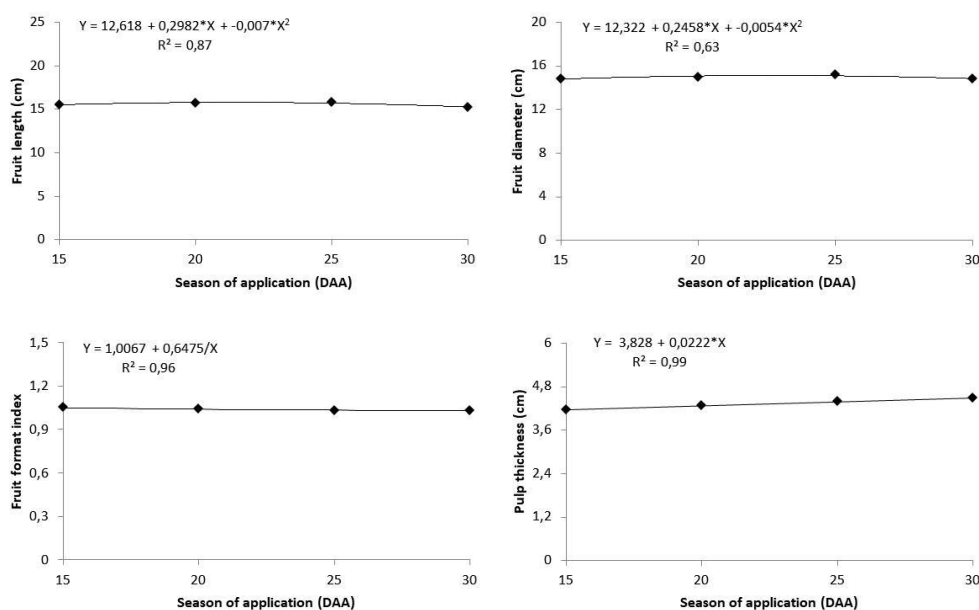 Y = 12,618 + 0,2982*X + -0,007*X²
R² = 0,87
25
20
15
10
5
0
15 20 25 30
Fruit length (cm)
Season of application (DAA)
Y = 12,322 + 0,2458*X + -0,0054*X²
R² = 0,63
20
16
12
8
4
0
15 20 25 30
Fruit diameter (cm)
Season of application (DAA)
Y = 1,0067 + 0,6475/X
R² = 0,96
1,5
1,2
0,9
0,6
0,3
0
15 20 25 30
Fruit format index
Season of application (DAA)
Y = 3,828 + 0,0222*X
R² = 0,99
6
4,8
3,6
2,4
1,2
0
15 20 25 30
Pulp thickness (cm)
Season of application (DAA)